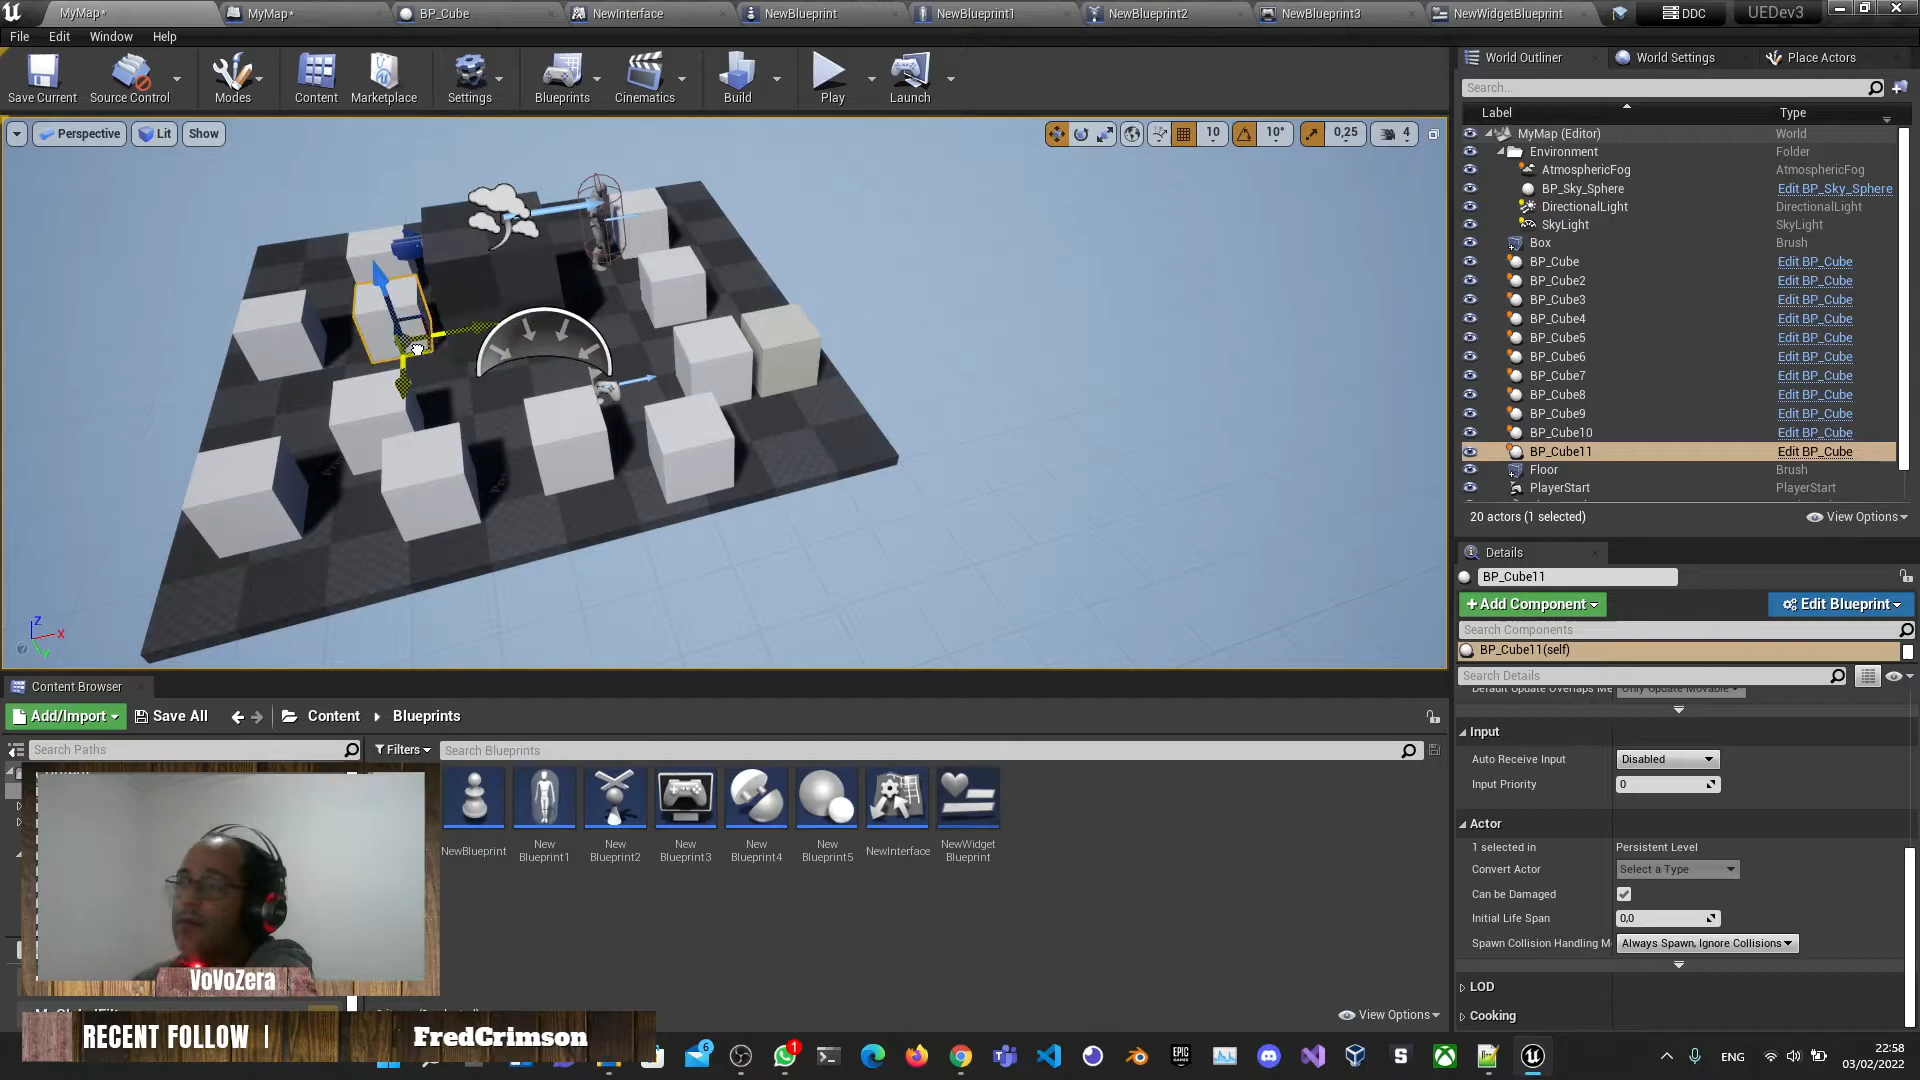 MyMap*
MyMap*
BP_Cube
NewInterface
NewBlueprint
NewBlueprint1
NewBlueprint2
NewBlueprint3
NewWidgetBlueprint
DDC
UEDev3
File Edit Window Help
Save Current
Source Control
Modes
Content
Marketplace
Settings
Blueprints
Cinematics
Build
Play
Launch
Perspective
Lit
Show
10
10°
0,25
4
Z
X
Y
World Outliner
World Settings
Place Actors
Search...
Label Type
MyMap (Editor) World
Environment Folder
AtmosphericFog AtmosphericFog
BP_Sky_Sphere Edit BP_Sky_Sphere
DirectionalLight DirectionalLight
SkyLight SkyLight
Box Brush
BP_Cube Edit BP_Cube
BP_Cube2 Edit BP_Cube
BP_Cube3 Edit BP_Cube
BP_Cube4 Edit BP_Cube
BP_Cube5 Edit BP_Cube
BP_Cube6 Edit BP_Cube
BP_Cube7 Edit BP_Cube
BP_Cube8 Edit BP_Cube
BP_Cube9 Edit BP_Cube
BP_Cube10 Edit BP_Cube
BP_Cube11 Edit BP_Cube
Floor Brush
PlayerStart PlayerStart
20 actors (1 selected)
View Options
Details
BP_Cube11
+Add Component
Edit Blueprint
Search Components
BP_Cube11(self)
Search Details
Default Update Overlaps Me Only Update Movable
Input
Auto Receive Input Disabled
Input Priority 0
Actor
1 selected in Persistent Level
Convert Actor Select a Type
Can be Damaged
Initial Life Span 0,0
Spawn Collision Handling M Always Spawn, Ignore Collisions
LOD
Cooking
Content Browser
Add/Import
Save All
Content
Blueprints
Search Paths
Filters
Search Blueprints
NewBlueprint
New Blueprint1
New Blueprint2
New Blueprint3
New Blueprint4
New Blueprint5
NewInterface
NewWidget Blueprint
View Options
VoVoZera
RECENT FOLLOW |
FredCrimson
6
1
EPIC GAMES
S
ENG
22:58
03/02/2022